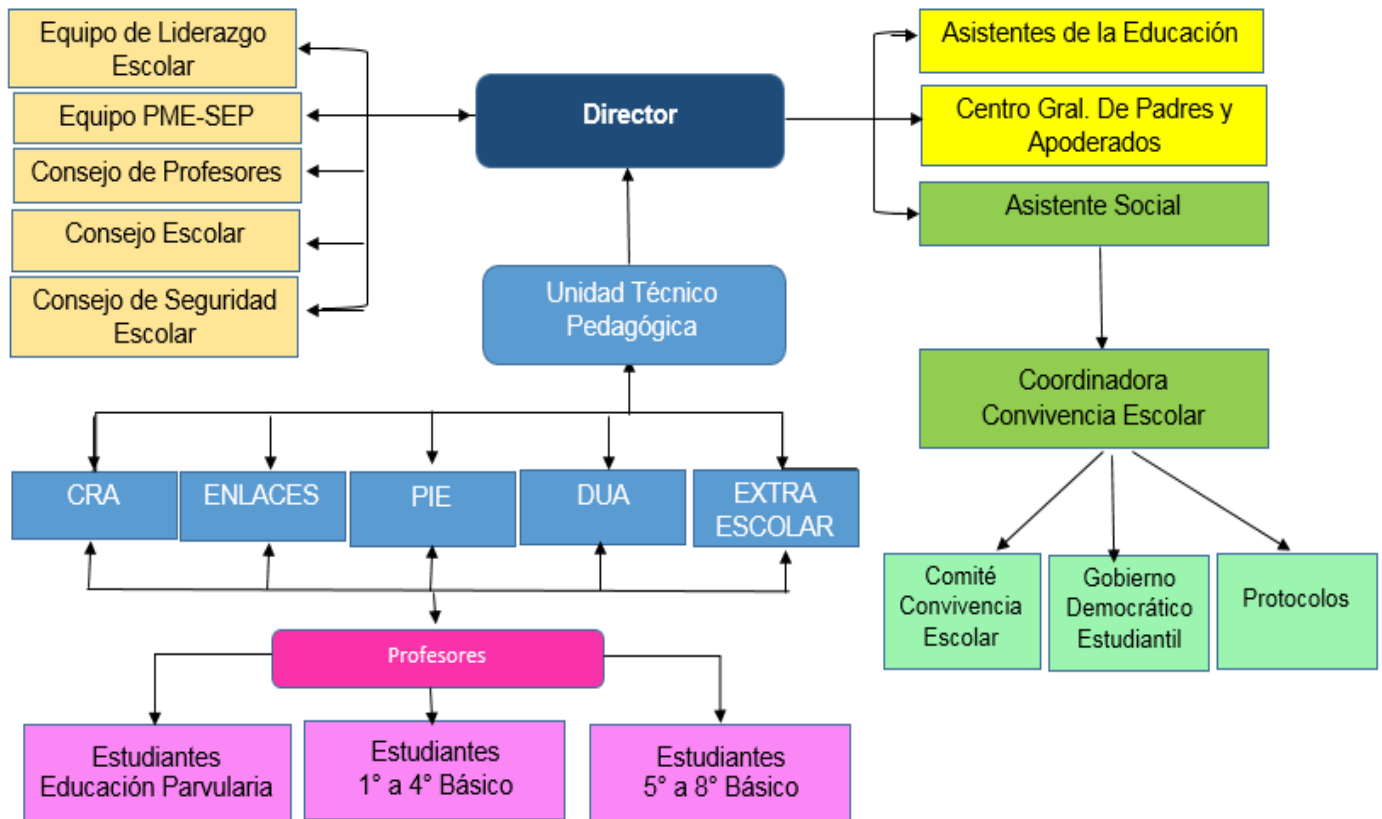 Equipo de Liderazgo
Escolar
Equipo PME-SEP
Consejo de Profesores
Consejo Escolar
Consejo de Seguridad
Escolar
Director
Asistentes de la Educación
Centro Gral. De Padres y
Apoderados
Asistente Social
Unidad Técnico
Pedagógica
Coordinadora
Convivencia Escolar
CRA
ENLACES
PIE
DUA
EXTRA
ESCOLAR
Comité
Convivencia
Escolar
Gobierno
Democrático
Estudiantil
Protocolos
Profesores
Estudiantes
Educación Parvularia
Estudiantes
1° a 4° Básico
Estudiantes
5° a 8° Básico